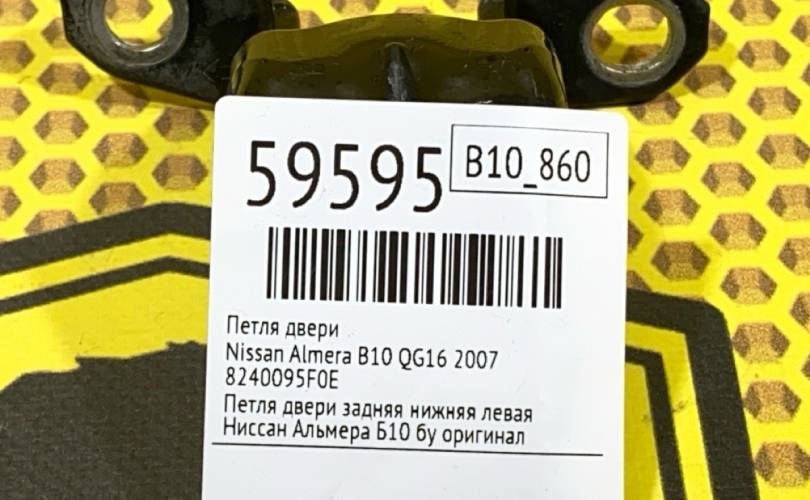 59595
B10_860
Петля двери
Nissan Almera B10 QG16 2007
8240095F0E
Петля двери задняя нижняя левая
Ниссан Альмера Б10 бу оригинал